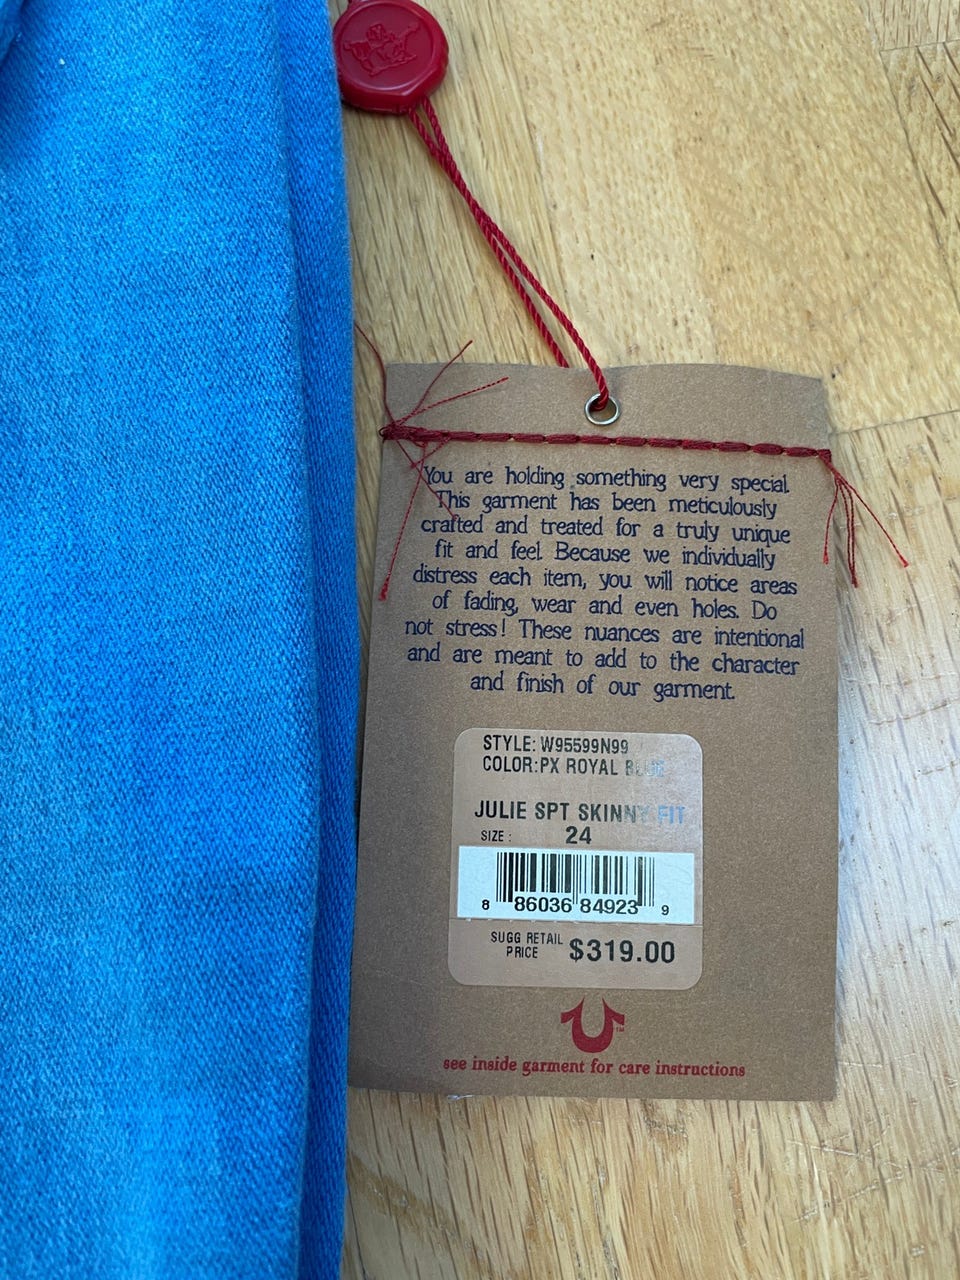 You are holding something very special.
This garment has been meticulously
crafted and treated for a truly unique
fit and feel. Because we individually
distress each item, you will notice areas
of fading, wear and even holes. Do
not stress! These nuances are intentional
and are meant to add to the character
and finish of our garment.
STYLE: W95599N99
COLOR:PX ROYAL BLUE
JULIE SPT SKINNY FIT
SIZE : 24
8 86036 84923 9
SUGG RETAIL
PRICE $319.00
TM
see inside garment for care instructions